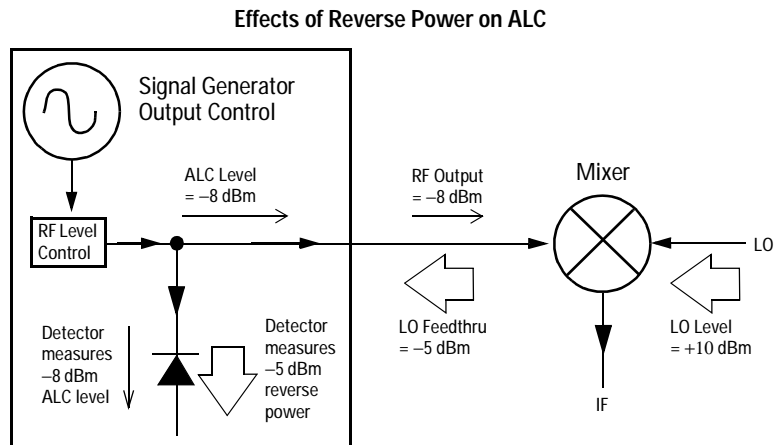 Effects of Reverse Power on ALC
Signal Generator
Output Control
ALC Level
= −8 dBm
RF Output
= −8 dBm
Mixer
RF Level
Control
LO
LO Feedthru
= −5 dBm
LO Level
= +10 dBm
Detector
measures
−8 dBm
ALC level
Detector
measures
−5 dBm
reverse
power
IF